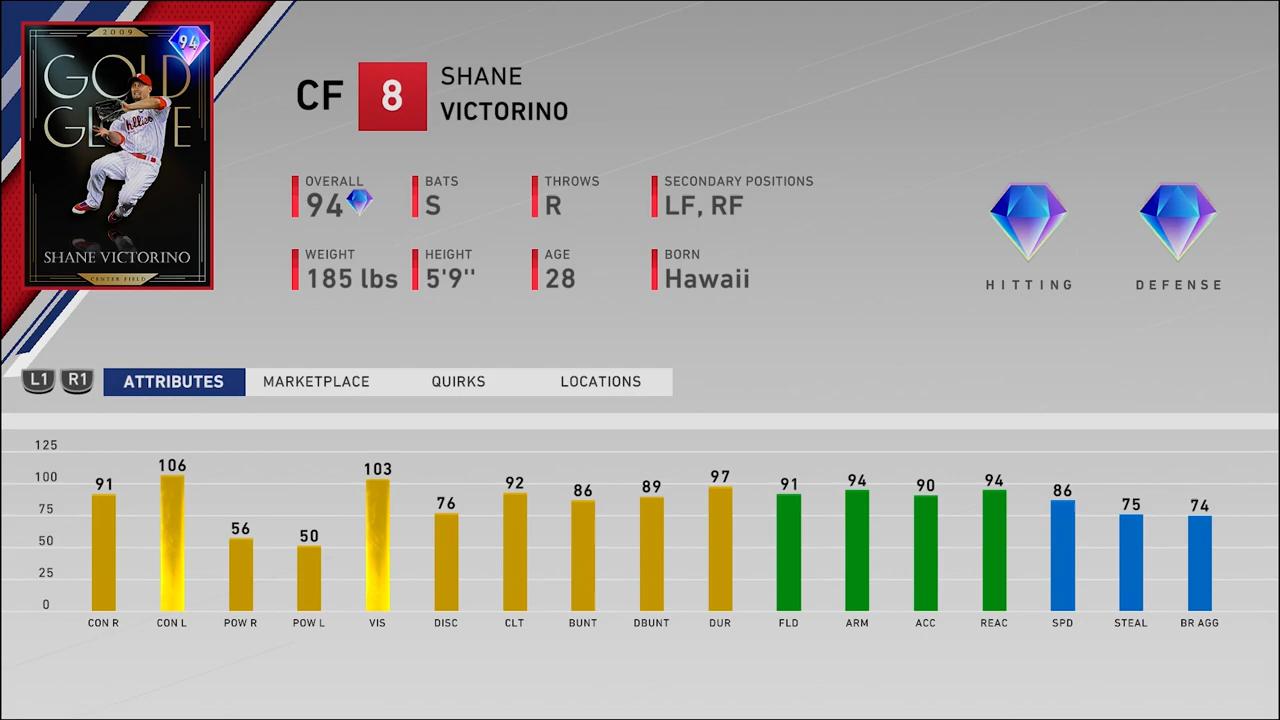 2009
94
GOLD
GLOVE
Phillies
SHANE VICTORINO
CENTER FIELD
CF 8 SHANE
VICTORINO
OVERALL BATS THROWS SECONDARY POSITIONS
94 S R LF, RF
WEIGHT HEIGHT AGE BORN
185 lbs 5'9" 28 Hawaii
HITTING DEFENSE
L1 R1 ATTRIBUTES MARKETPLACE QUIRKS LOCATIONS
125
100
75
50
25
0
91 106 56 50 103 76 92 86 89 97 91 94 90 94 86 75 74
CON R CON L POW R POW L VIS DISC CLT BUNT DBUNT DUR FLD ARM ACC REAC SPD STEAL BR AGG